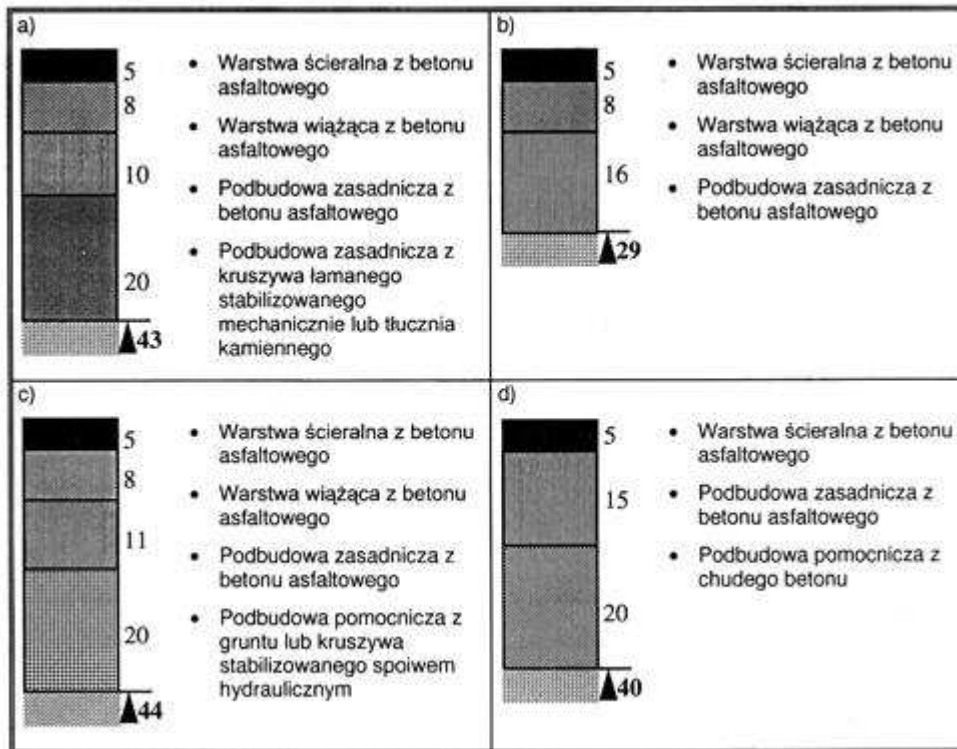 a)
5
8
10
20
43
• Warstwa ścieralna z betonu
asfaltowego
• Warstwa wiążąca z betonu
asfaltowego
• Podbudowa zasadnicza z
betonu asfaltowego
• Podbudowa zasadnicza z
kruszywa łamanego
stabilizowanego
mechanicznie lub tłucznia
kamiennego
b)
5
8
16
29
• Warstwa ścieralna z betonu
asfaltowego
• Warstwa wiążąca z betonu
asfaltowego
• Podbudowa zasadnicza z
betonu asfaltowego
c)
5
8
11
20
44
• Warstwa ścieralna z betonu
asfaltowego
• Warstwa wiążąca z betonu
asfaltowego
• Podbudowa zasadnicza z
betonu asfaltowego
• Podbudowa pomocnicza z
gruntu lub kruszywa
stabilizowanego spoiwem
hydraulicznym
d)
5
15
20
40
• Warstwa ścieralna z betonu
asfaltowego
• Podbudowa zasadnicza z
betonu asfaltowego
• Podbudowa pomocnicza z
chudego betonu